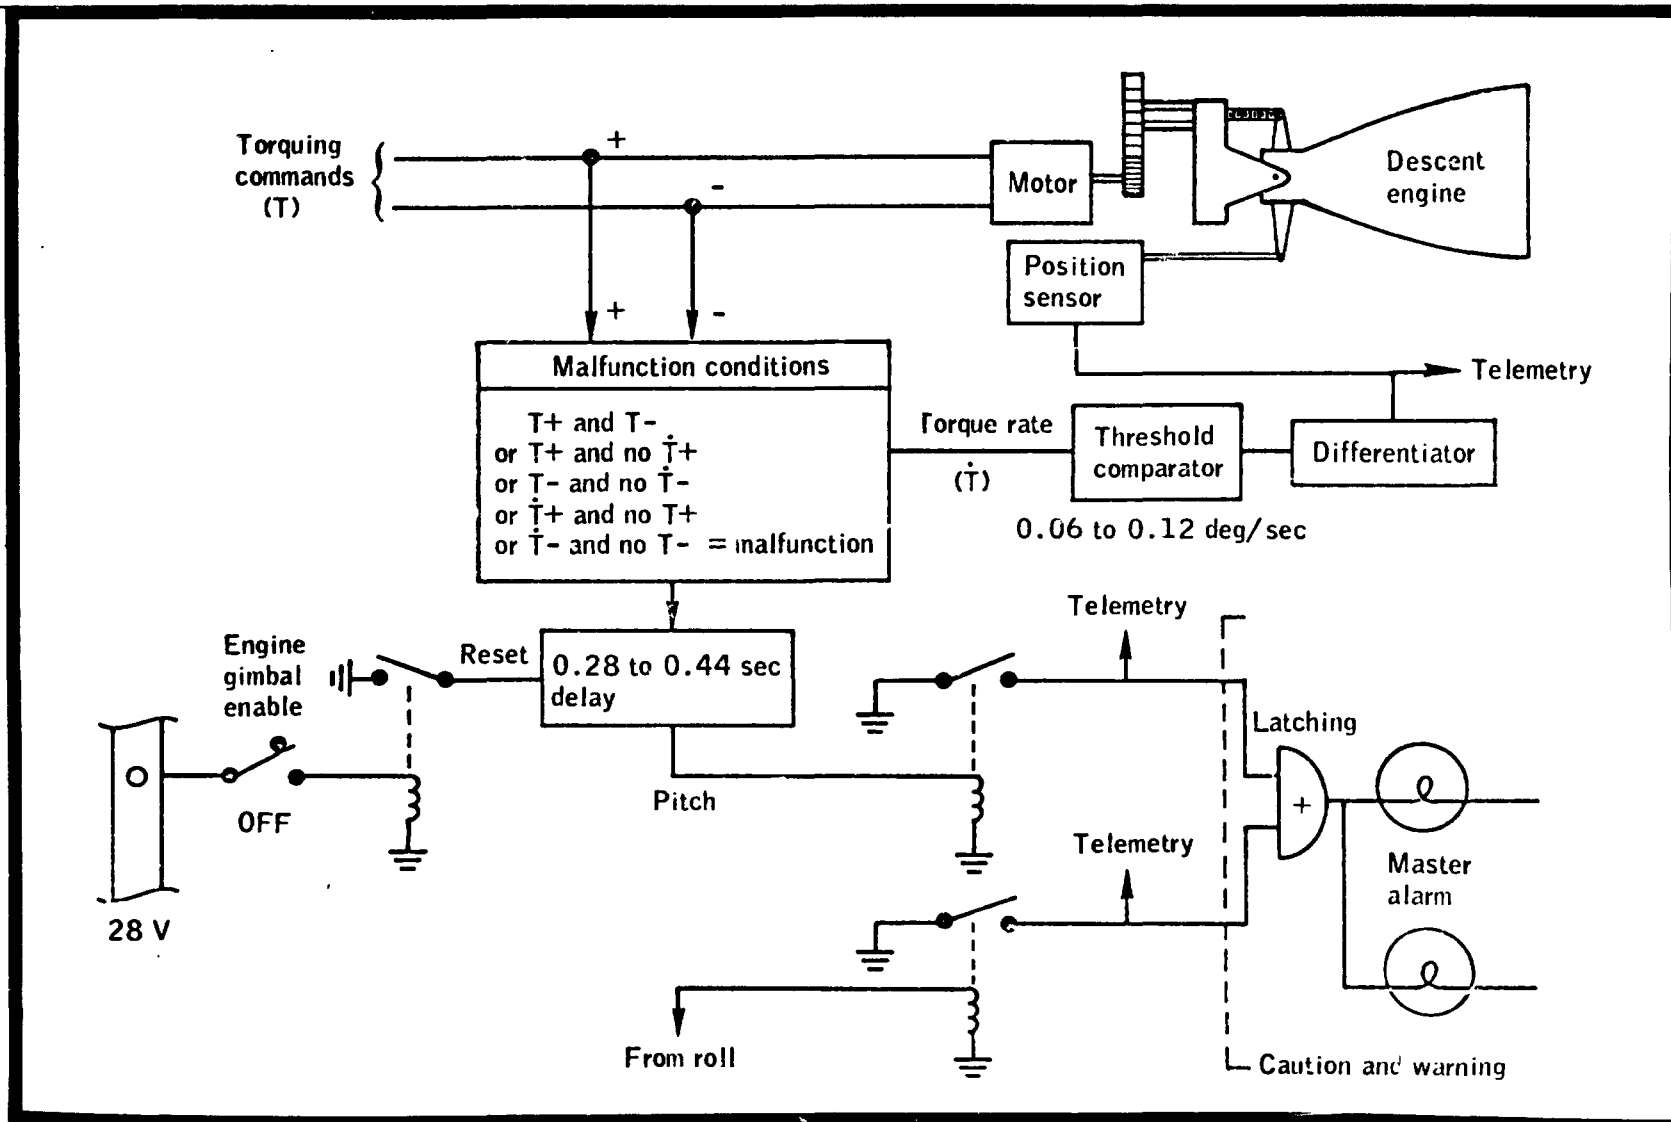 Torquing
commands
(T)
+
-
+
-
Motor
Descent
engine
Position
sensor
Telemetry
Malfunction conditions
T+ and T-
or T+ and no Ṫ+
or T- and no Ṫ-
or Ṫ+ and no T+
or Ṫ- and no T- = malfunction
Torque rate
(Ṫ)
Threshold
comparator
Differentiator
0.06 to 0.12 deg/sec
Engine
gimbal
enable
Reset
0.28 to 0.44 sec
delay
Telemetry
Latching
OFF
Pitch
+
28 V
Telemetry
Master
alarm
From roll
Caution and warning